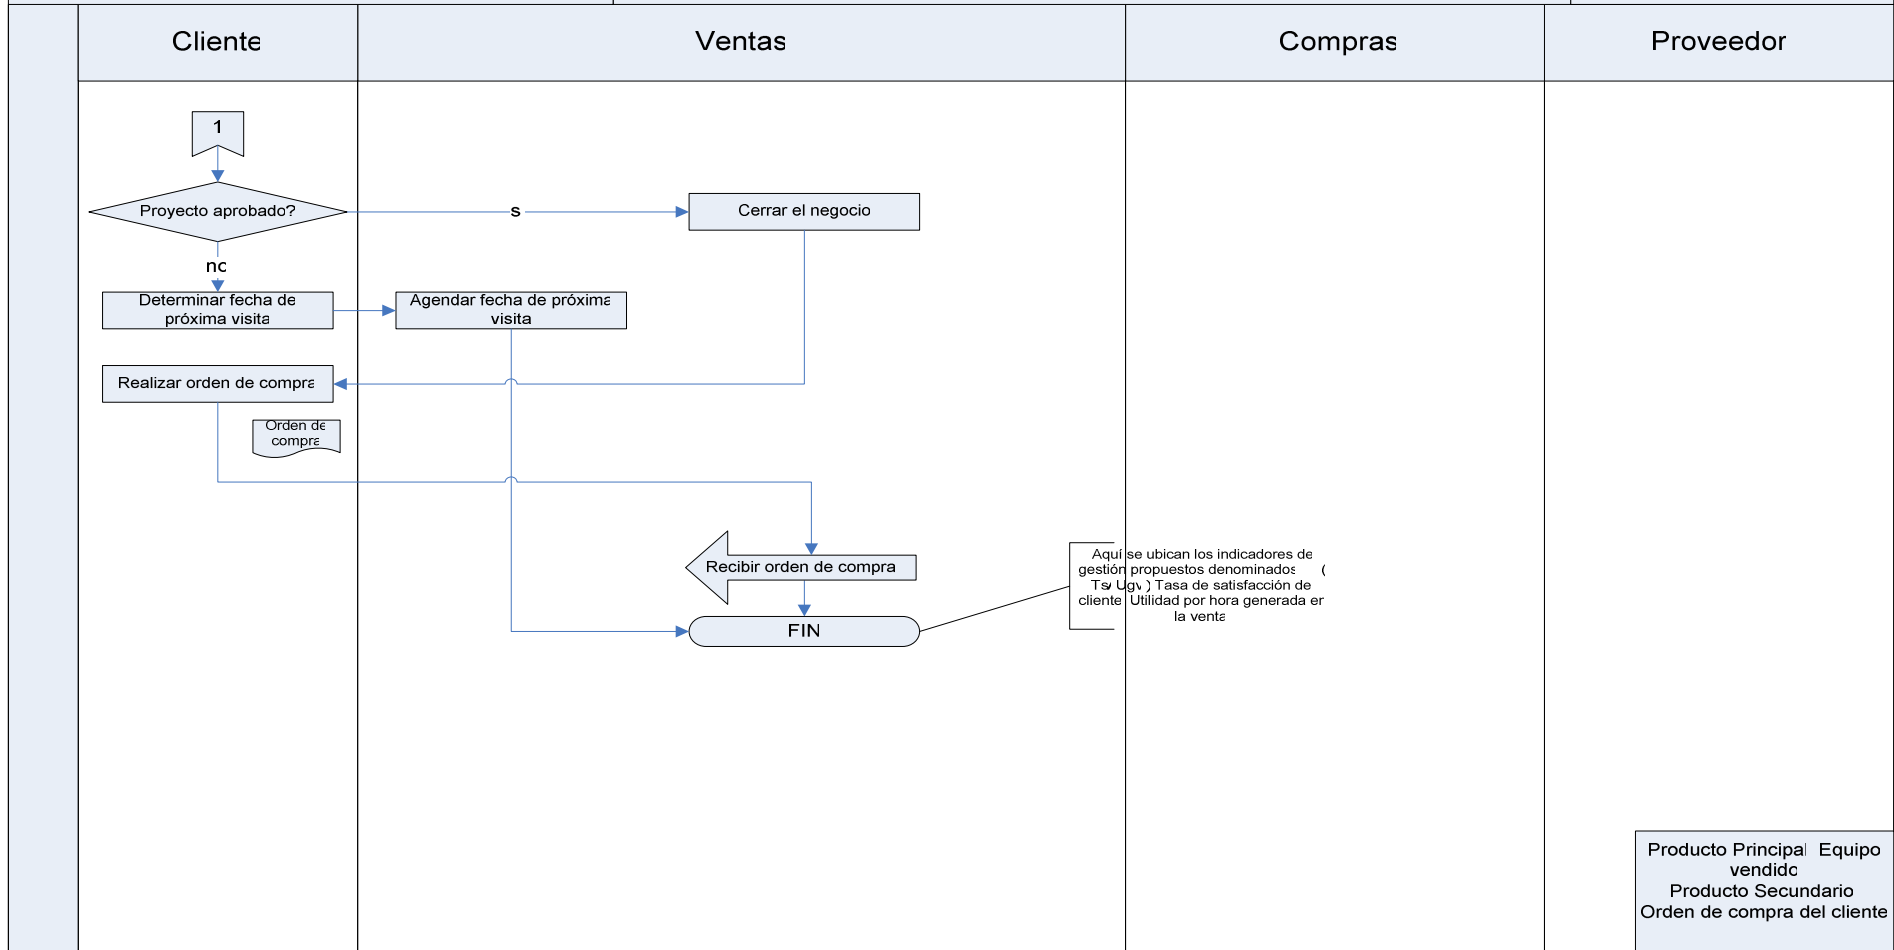 Cliente
Ventas
Compras
Proveedor
1
Proyecto aprobado?
s
Cerrar el negocio
no
Determinar fecha de
próxima visita
Agendar fecha de próxima
visita
Realizar orden de compra
Orden de
compra
Recibir orden de compra
FIN
Aquí se ubican los indicadores de
gestión propuestos denominados (
Ts Ugv ) Tasa de satisfacción de
cliente Utilidad por hora generada en
la venta
Producto Principal Equipo
vendido
Producto Secundario
Orden de compra del cliente